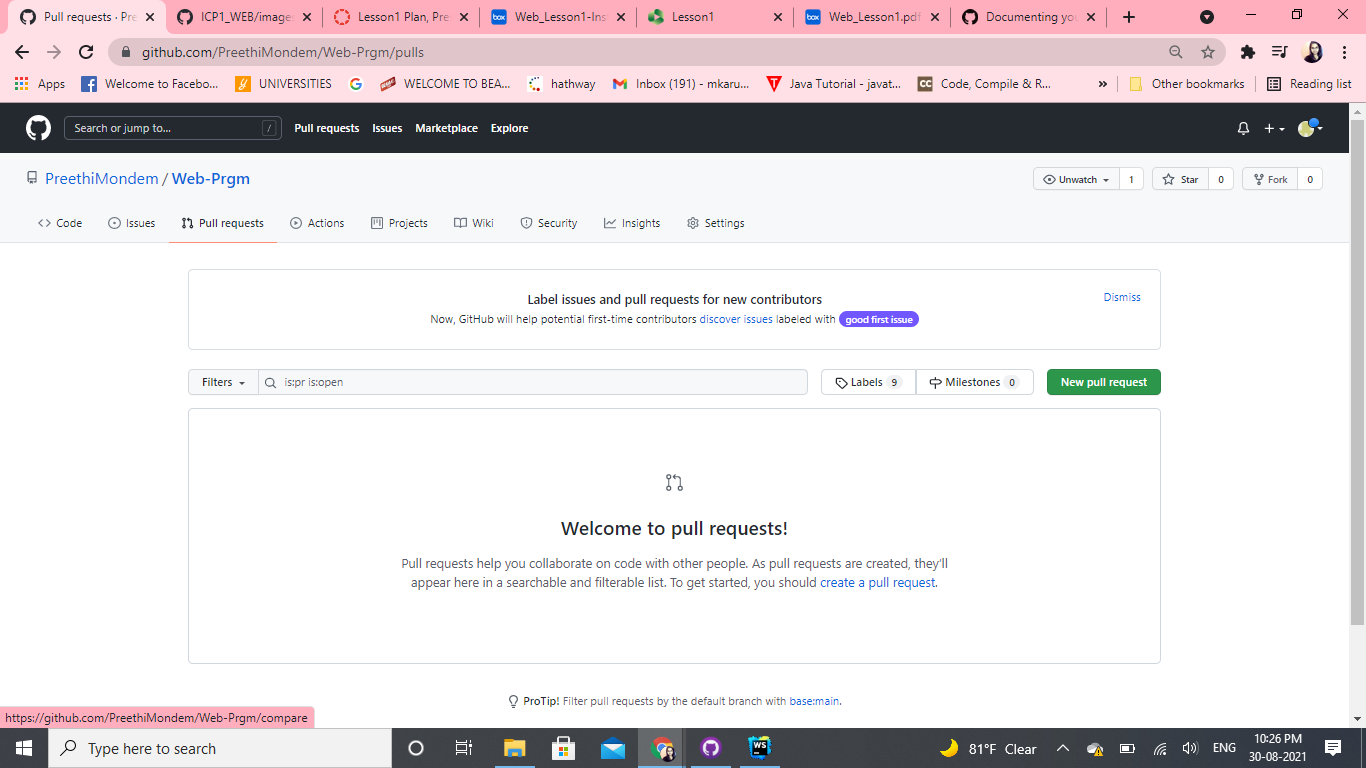 Pull requests · Pre
ICP1_WEB/image
Lesson1 Plan, Pre
Web_Lesson1-Ins
Lesson1
Web_Lesson1.pdf
Documenting you
github.com/PreethiMondem/Web-Prgm/pulls
Apps
Welcome to Facebo...
UNIVERSITIES
WELCOME TO BEA...
hathway
Inbox (191) - mkaru...
Java Tutorial - javat...
Code, Compile & R...
»
Other bookmarks
Reading list
Search or jump to... /
Pull requests Issues Marketplace Explore
PreethiMondem / Web-Prgm
Unwatch 1 Star 0 Fork 0
Code Issues Pull requests Actions Projects Wiki Security Insights Settings
Label issues and pull requests for new contributors
Dismiss
Now, GitHub will help potential first-time contributors discover issues labeled with good first issue
Filters is:pr is:open Labels 9 Milestones 0 New pull request
Welcome to pull requests!
Pull requests help you collaborate on code with other people. As pull requests are created, they'll
appear here in a searchable and filterable list. To get started, you should create a pull request.
ProTip! Filter pull requests by the default branch with base:main.
https://github.com/PreethiMondem/Web-Prgm/compare
Type here to search
WS
81°F Clear
ENG
10:26 PM
30-08-2021